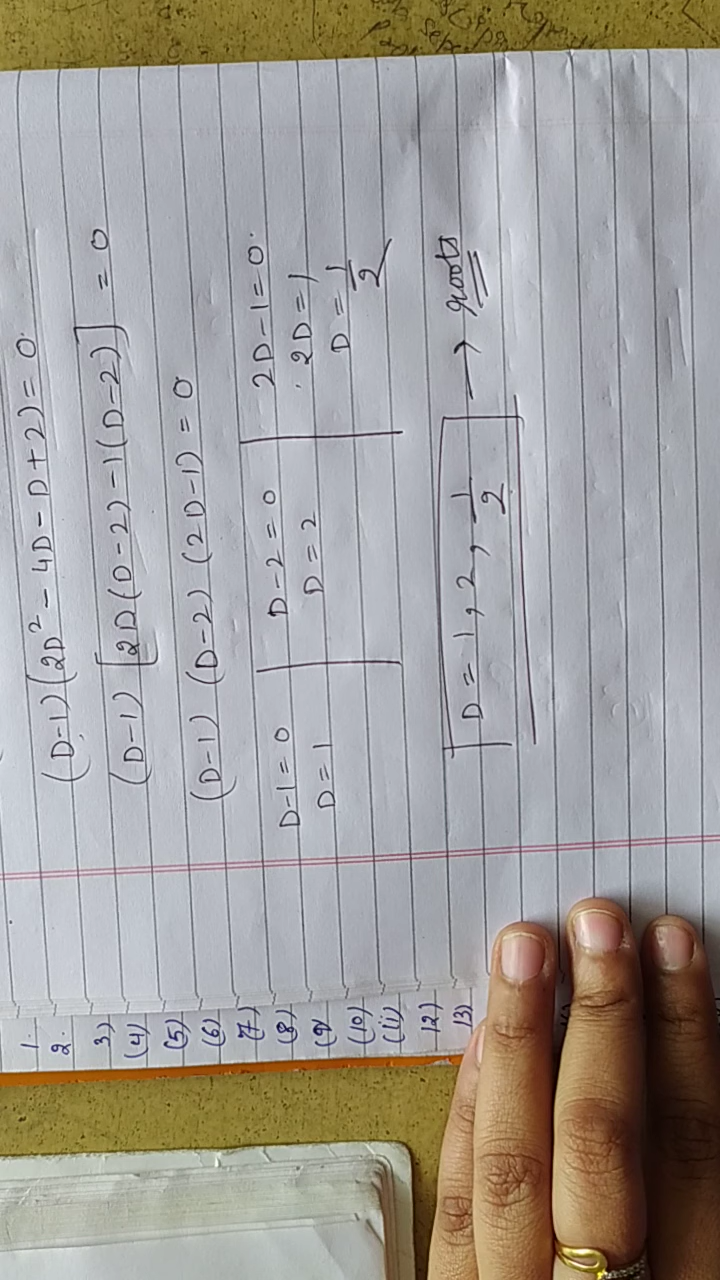 (D-1)(2D² - 4D - D + 2) = 0.
(D-1) [2D(D-2) -1(D-2)] = 0
(D-1) (D-2) (2D-1) = 0
D-1 = 0 | D-2 = 0 | 2D-1 = 0.
D = 1 | D = 2 | 2D = 1
D = 1/2
D = 1, 2, 1/2 → roots
1.
2.
3)
(4)
(5)
(6)
7)
(8)
(9)
(10)
(11)
12)
13)